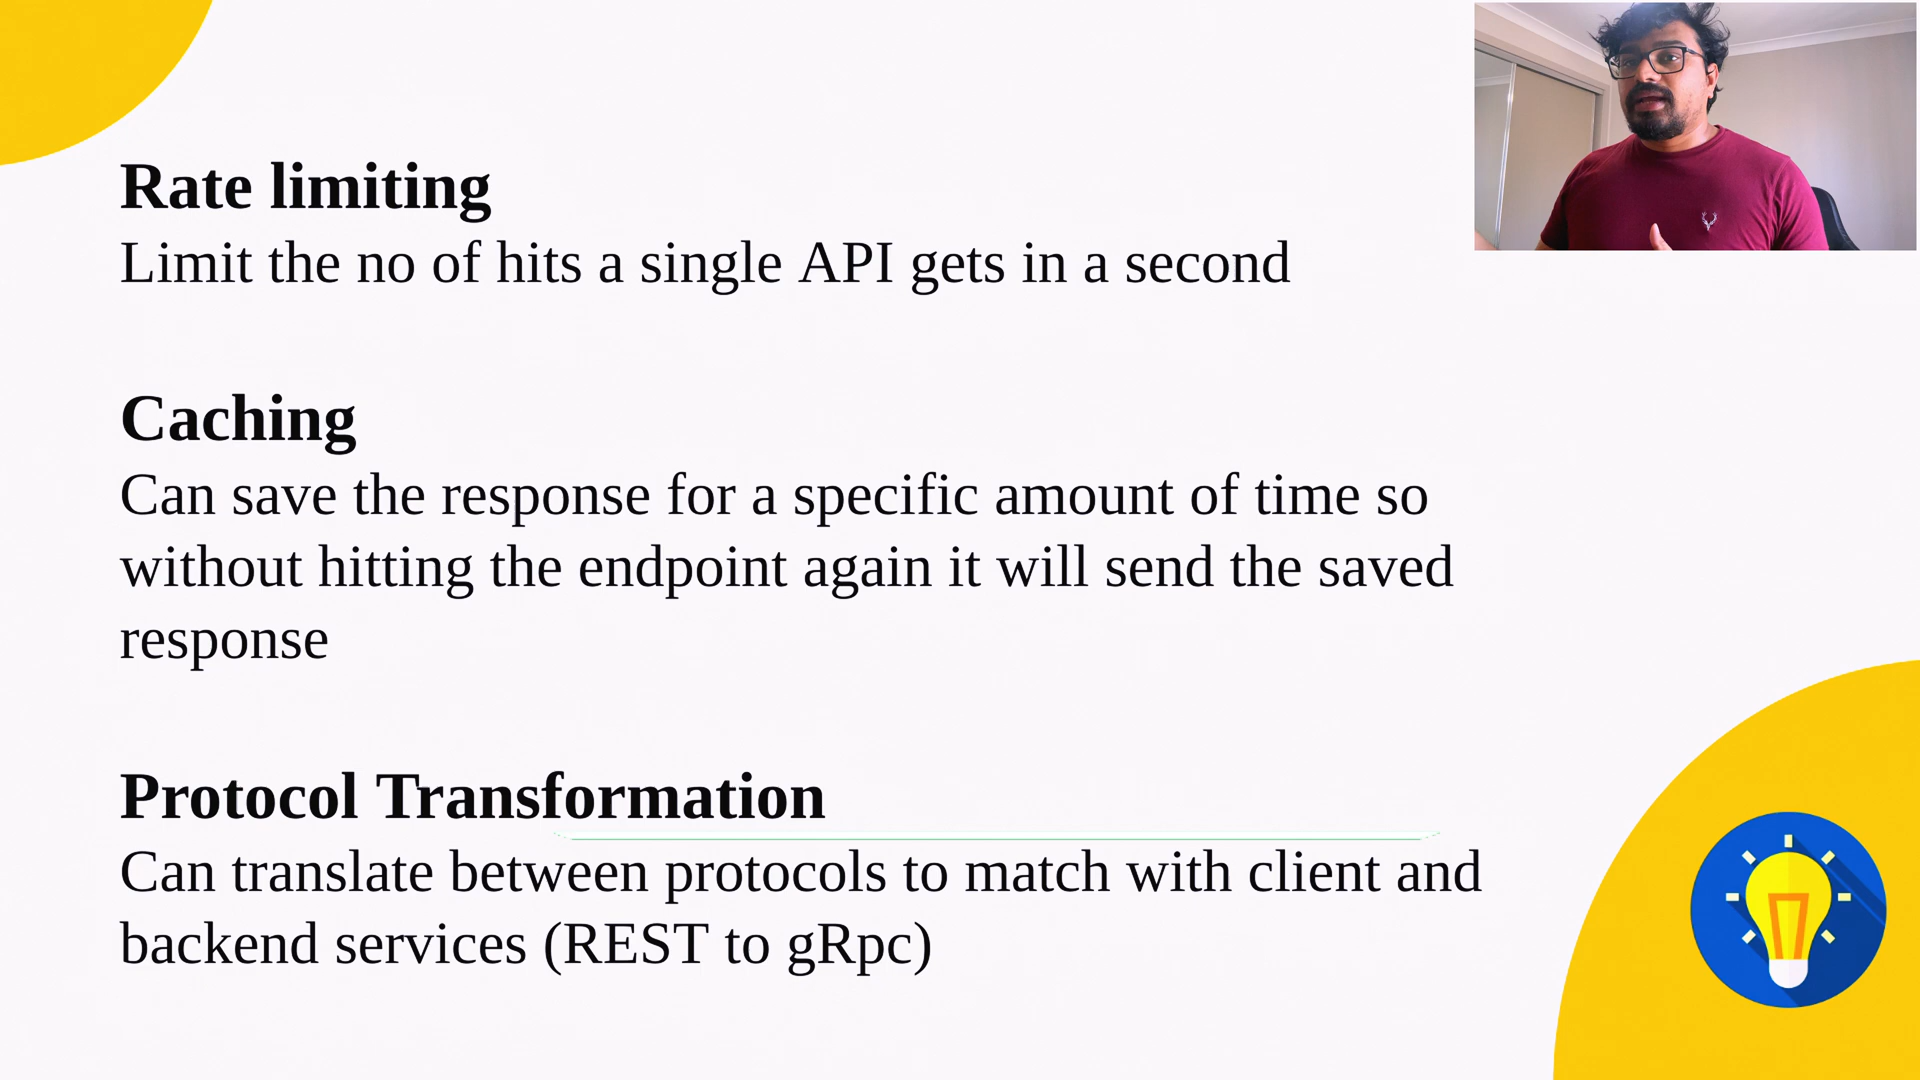 Rate limiting
Limit the no of hits a single API gets in a second
Caching
Can save the response for a specific amount of time so
without hitting the endpoint again it will send the saved
response
Protocol Transformation
Can translate between protocols to match with client and
backend services (REST to gRpc)